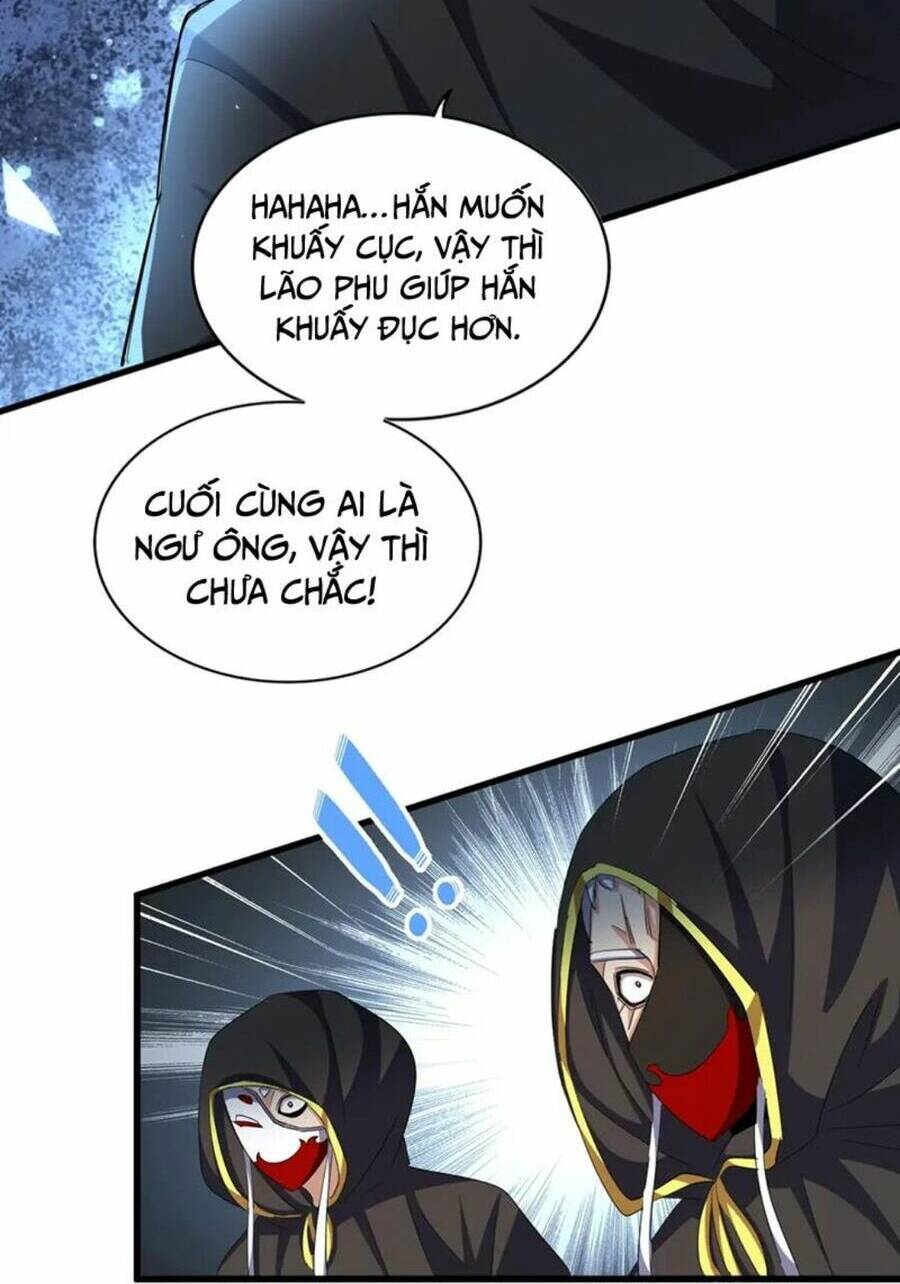 HAHAHA...HẮN MUỐN
KHUẤY CỤC, VẬY THÌ
LÃO PHU GIÚP HẮN
KHUẤY ĐỤC HƠN.
CUỐI CÙNG AI LÀ
NGƯ ÔNG, VẬY THÌ
CHƯA CHẮC!
!!